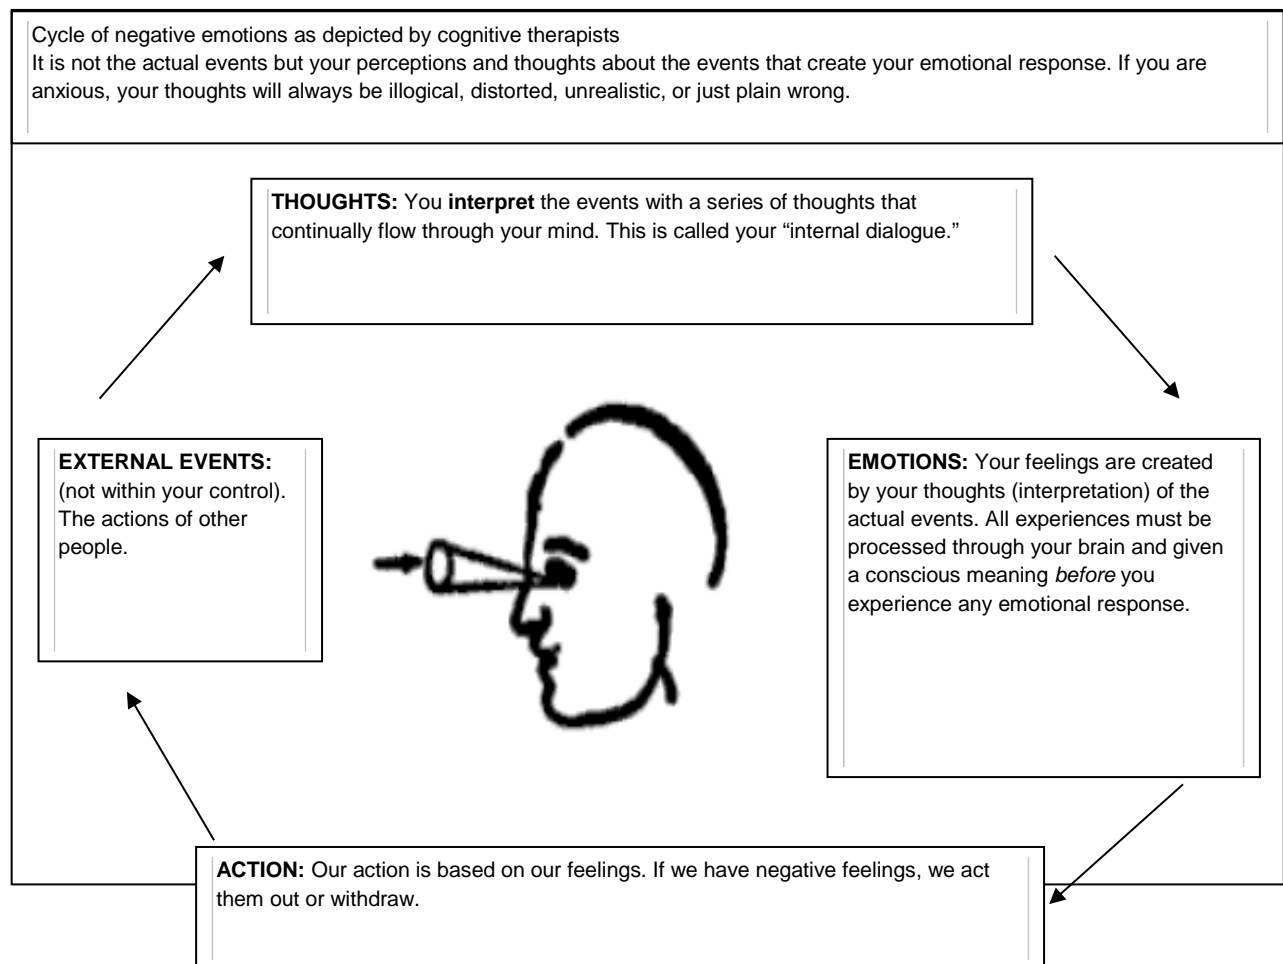 Cycle of negative emotions as depicted by cognitive therapists
It is not the actual events but your perceptions and thoughts about the events that create your emotional response. If you are
anxious, your thoughts will always be illogical, distorted, unrealistic, or just plain wrong.
THOUGHTS: You interpret the events with a series of thoughts that
continually flow through your mind. This is called your “internal dialogue.”
EXTERNAL EVENTS:
(not within your control).
The actions of other
people.
EMOTIONS: Your feelings are created
by your thoughts (interpretation) of the
actual events. All experiences must be
processed through your brain and given
a conscious meaning before you
experience any emotional response.
ACTION: Our action is based on our feelings. If we have negative feelings, we act
them out or withdraw.